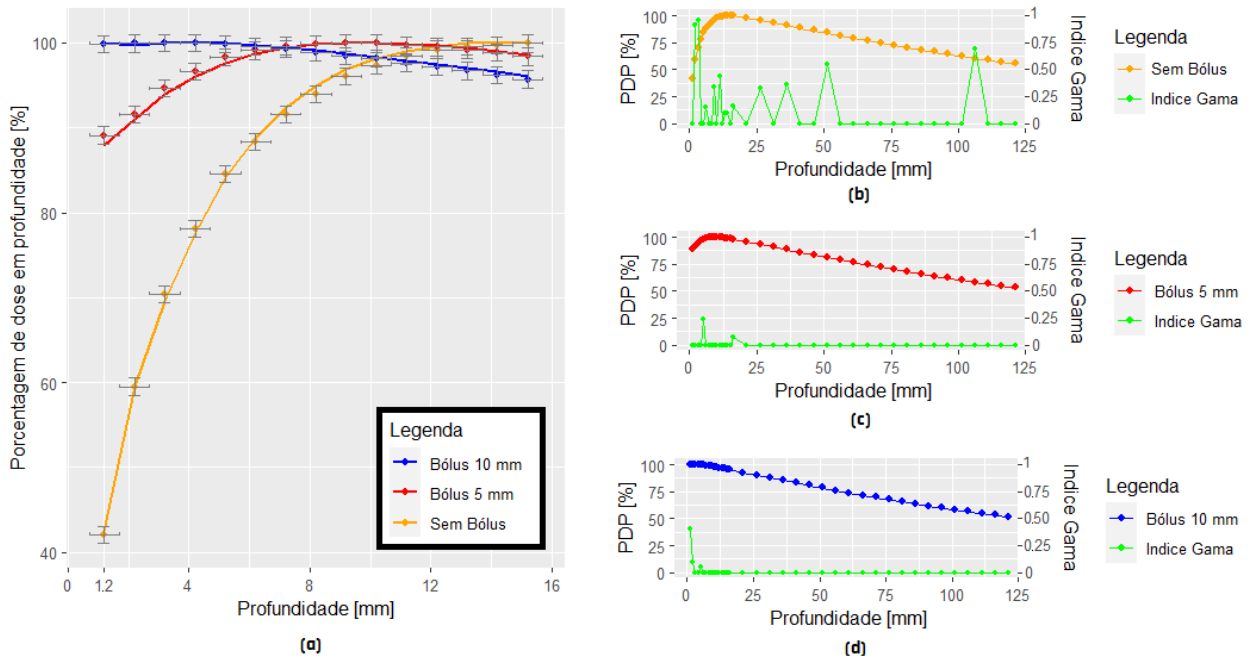 Porcentagem de dose em profundidade [%]
100
80
60
40
Legenda
Bólus 10 mm
Bólus 5 mm
Sem Bólus
0 1.2 4 8 12 16
Profundidade [mm]
(a)
PDP [%]
100
75
50
25
0
1
0.75
0.50
0.25
0
Indice Gama
0 25 50 75 100 125
Profundidade [mm]
(b)
Legenda
Sem Bólus
Indice Gama
PDP [%]
100
75
50
25
0
1
0.75
0.50
0.25
0
Indice Gama
0 25 50 75 100 125
Profundidade [mm]
(c)
Legenda
Bólus 5 mm
Indice Gama
PDP [%]
100
75
50
25
0
1
0.75
0.50
0.25
0
Indice Gama
0 25 50 75 100 125
Profundidade [mm]
(d)
Legenda
Bólus 10 mm
Indice Gama